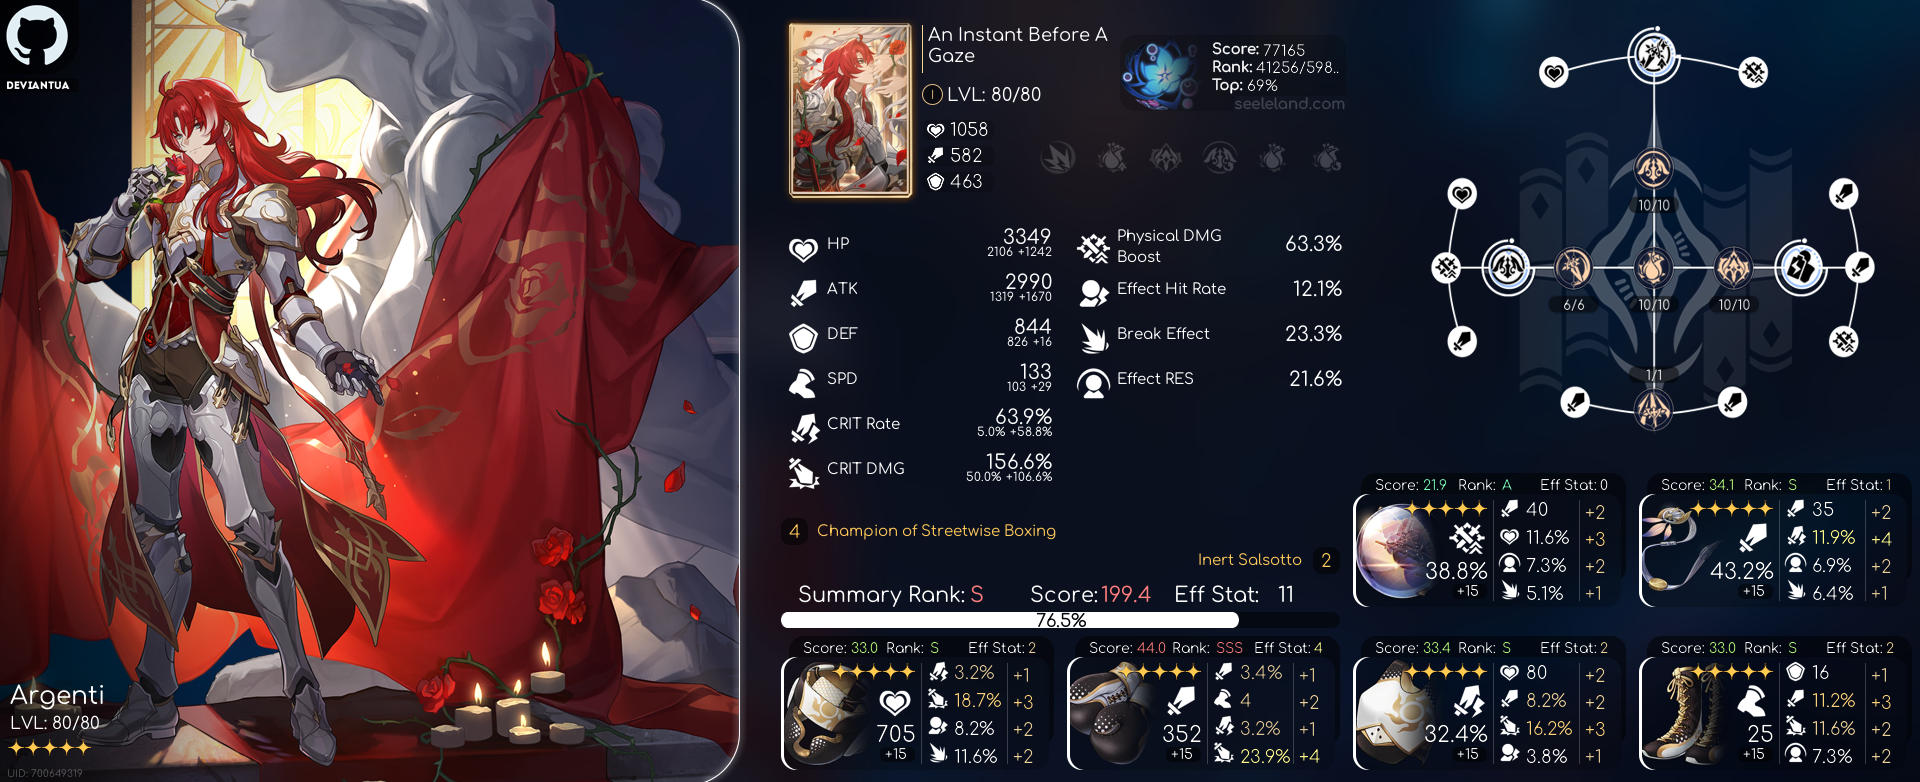 DEVIANTUA
Argenti
LVL: 80/80
UID: 700649319
An Instant Before A
Gaze
I
LVL: 80/80
1058
582
463
Score: 77165
Rank: 41256/598..
Top: 69%
seeleland.com
HP 3349
2106 +1242
ATK 2990
1319 +1670
DEF 844
826 +16
SPD 133
103 +29
CRIT Rate 63.9%
5.0% +58.8%
CRIT DMG 156.6%
50.0% +106.6%
Physical DMG
Boost 63.3%
Effect Hit Rate 12.1%
Break Effect 23.3%
Effect RES 21.6%
4 Champion of Streetwise Boxing
Inert Salsotto 2
Summary Rank: S Score: 199.4 Eff Stat: 11
76.5%
10/10
6/6
10/10
10/10
1/1
Score: 33.0 Rank: S Eff Stat: 2
705
+15
3.2% +1
18.7% +3
8.2% +2
11.6% +2
Score: 44.0 Rank: SSS Eff Stat: 4
352
+15
3.4% +1
4 +2
3.2% +1
23.9% +4
Score: 21.9 Rank: A Eff Stat: 0
38.8%
+15
40 +2
11.6% +3
7.3% +2
5.1% +1
Score: 34.1 Rank: S Eff Stat: 1
43.2%
+15
35 +2
11.9% +4
6.9% +2
6.4% +1
Score: 33.4 Rank: S Eff Stat: 2
32.4%
+15
80 +2
8.2% +2
16.2% +3
3.8% +1
Score: 33.0 Rank: S Eff Stat: 2
25
+15
16 +1
11.2% +3
11.6% +2
7.3% +2